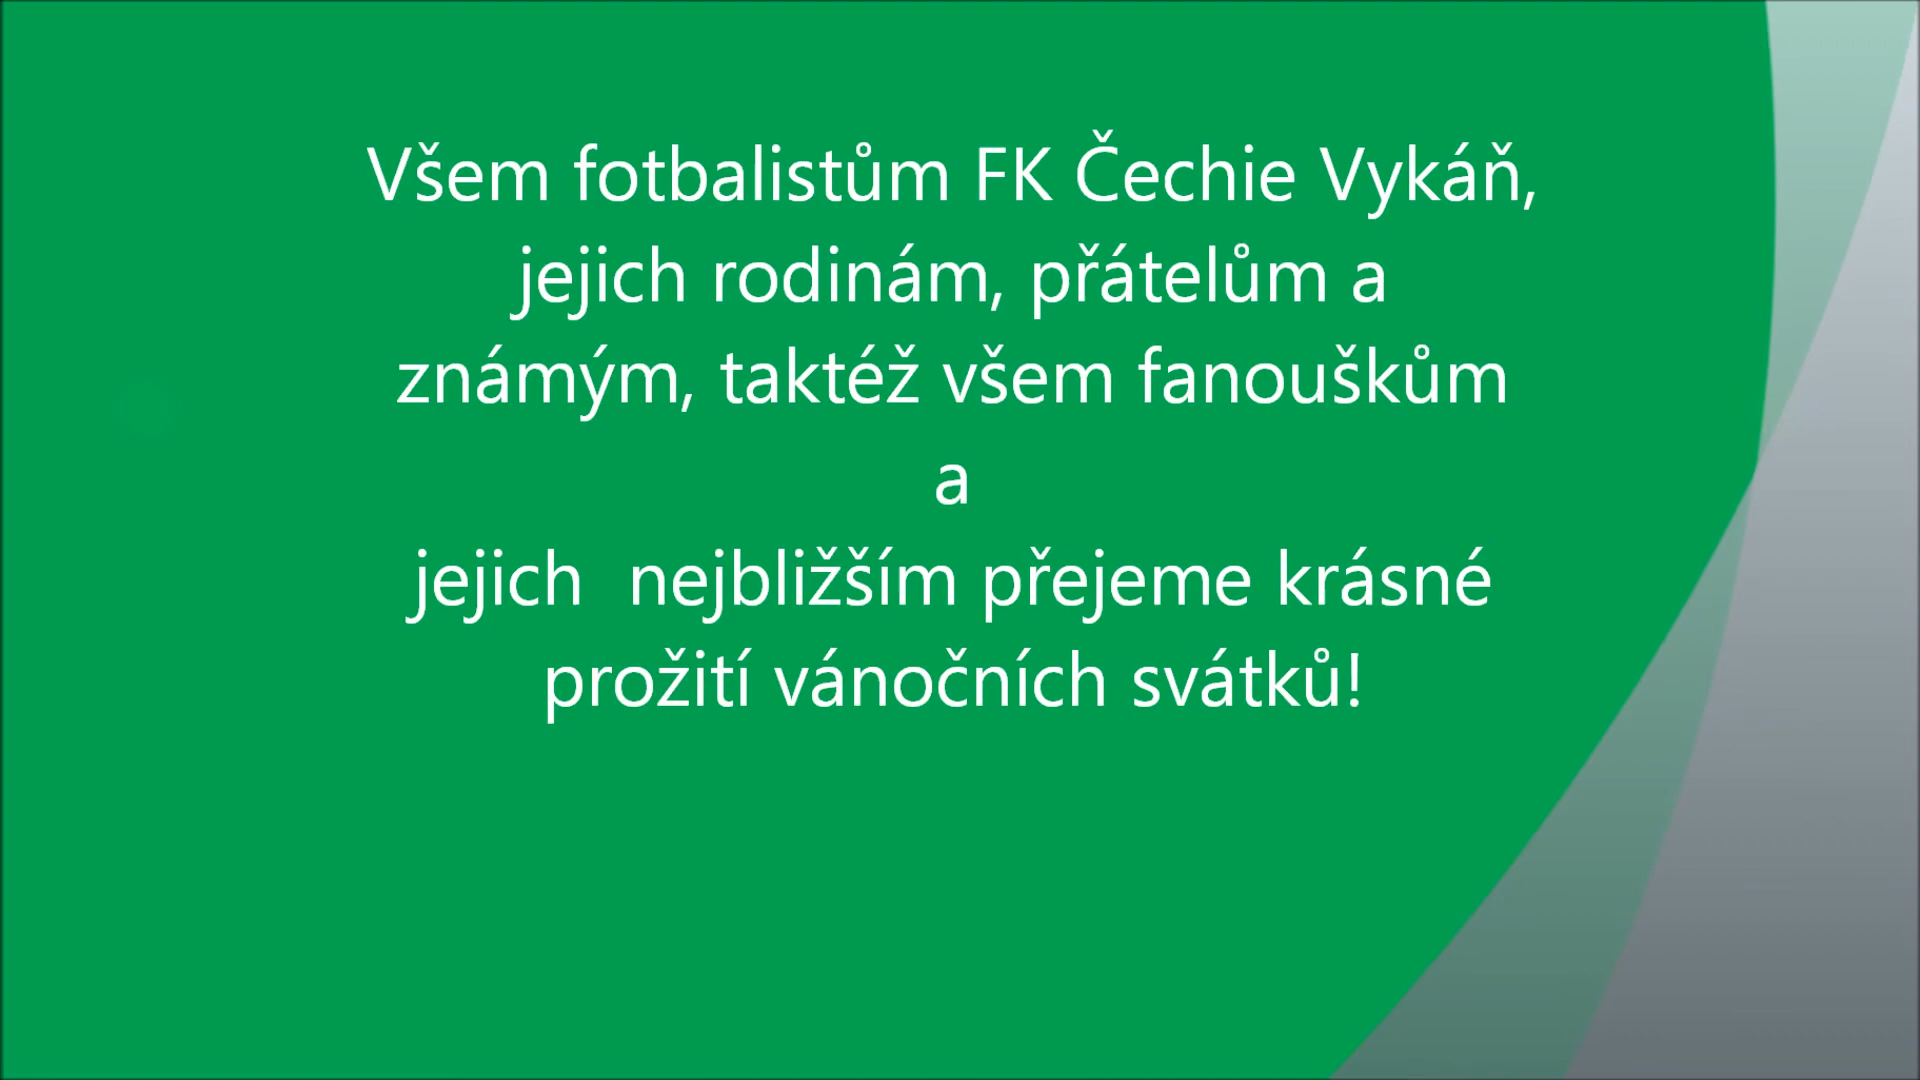 Všem fotbalistům FK Čechie Vykáň,
jejich rodinám, přátelům a
známým, taktéž všem fanouškům
a
jejich  nejbližším přejeme krásné
prožití vánočních svátků!